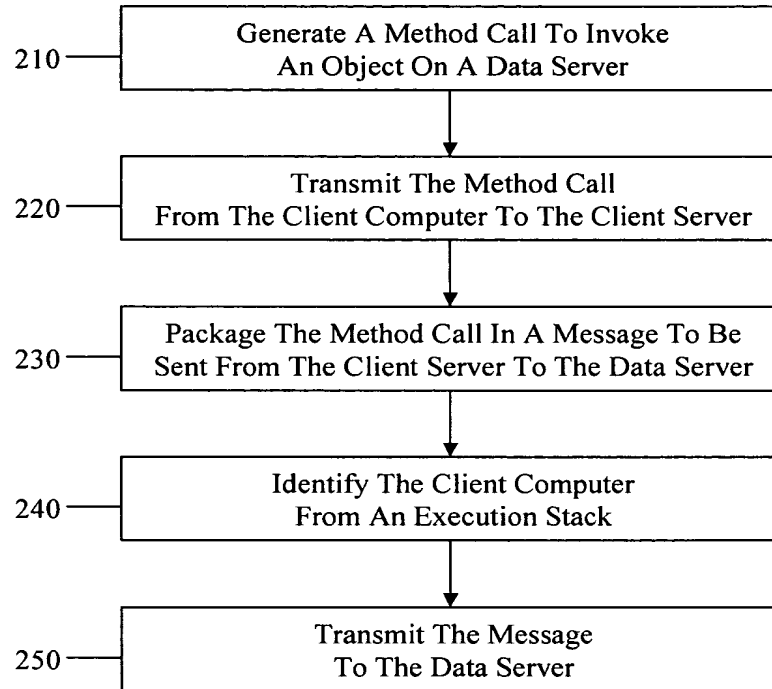 210
Generate A Method Call To Invoke
An Object On A Data Server
220
Transmit The Method Call
From The Client Computer To The Client Server
230
Package The Method Call In A Message To Be
Sent From The Client Server To The Data Server
240
Identify The Client Computer
From An Execution Stack
250
Transmit The Message
To The Data Server